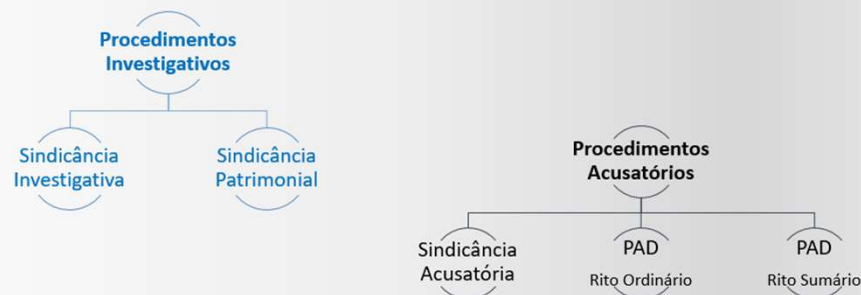 Procedimentos
Investigativos
Sindicância
Investigativa
Sindicância
Patrimonial
Procedimentos
Acusatórios
Sindicância
Acusatória
PAD
Rito Ordinário
PAD
Rito Sumário